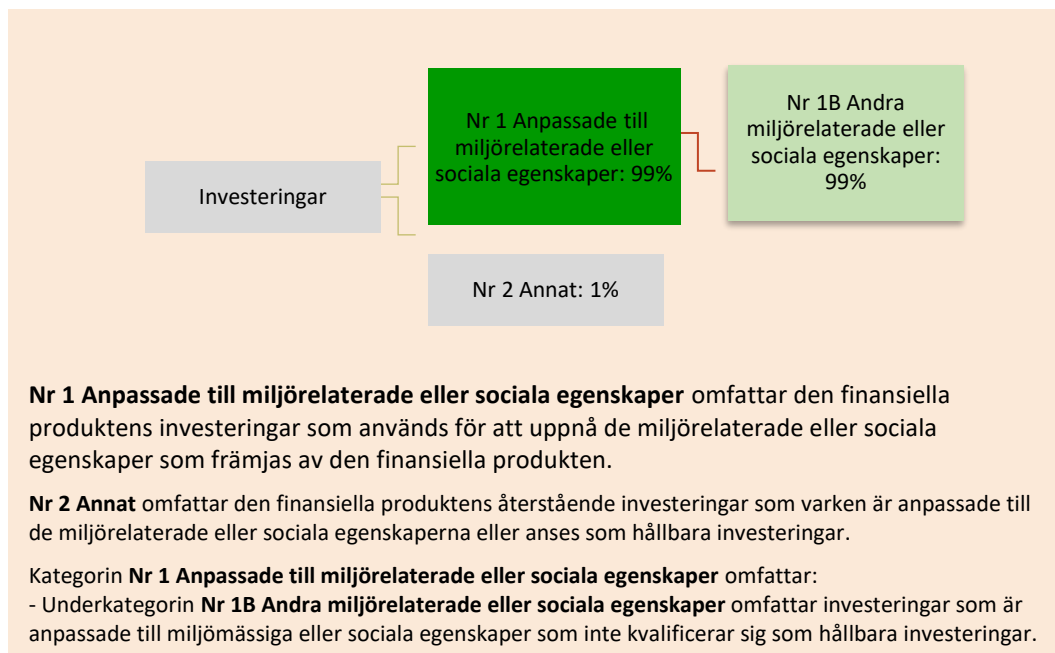 Nr 1 Anpassade till
miljörelaterade eller
sociala egenskaper: 99%
Nr 1B Andra
miljörelaterade eller
sociala egenskaper:
99%
Investeringar
Nr 2 Annat: 1%
Nr 1 Anpassade till miljörelaterade eller sociala egenskaper omfattar den finansiella
produktens investeringar som används för att uppnå de miljörelaterade eller sociala
egenskaper som främjas av den finansiella produkten.
Nr 2 Annat omfattar den finansiella produktens återstående investeringar som varken är anpassade till
de miljörelaterade eller sociala egenskaperna eller anses som hållbara investeringar.
Kategorin Nr 1 Anpassade till miljörelaterade eller sociala egenskaper omfattar:
- Underkategorin Nr 1B Andra miljörelaterade eller sociala egenskaper omfattar investeringar som är
anpassade till miljömässiga eller sociala egenskaper som inte kvalificerar sig som hållbara investeringar.